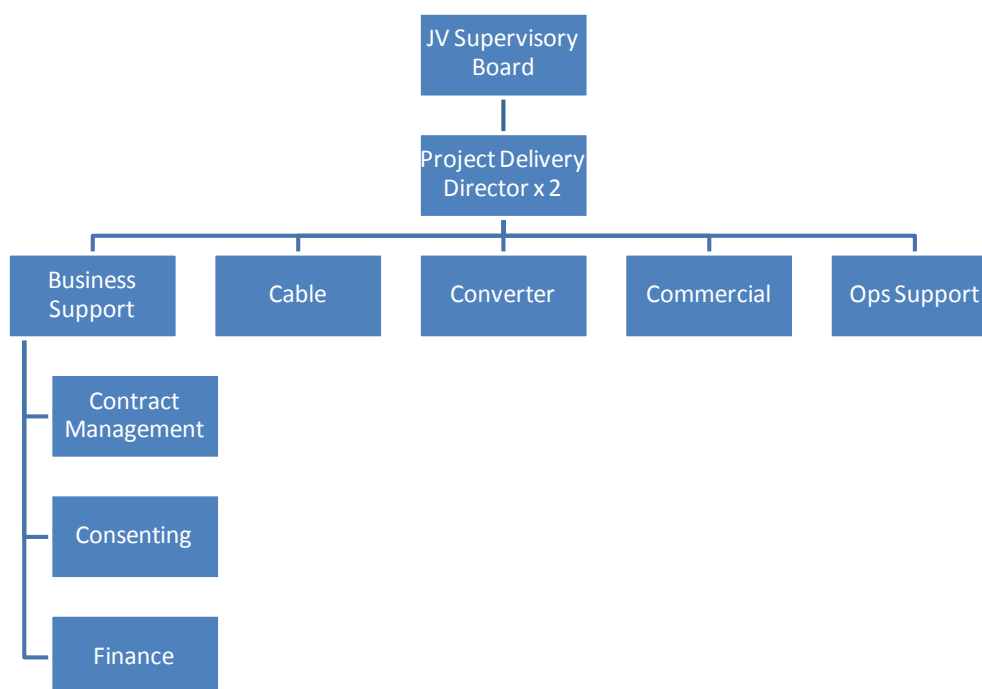 JV Supervisory
Board
Project Delivery
Director x 2
Business
Support
Cable
Converter
Commercial
Ops Support
Contract
Management
Consenting
Finance